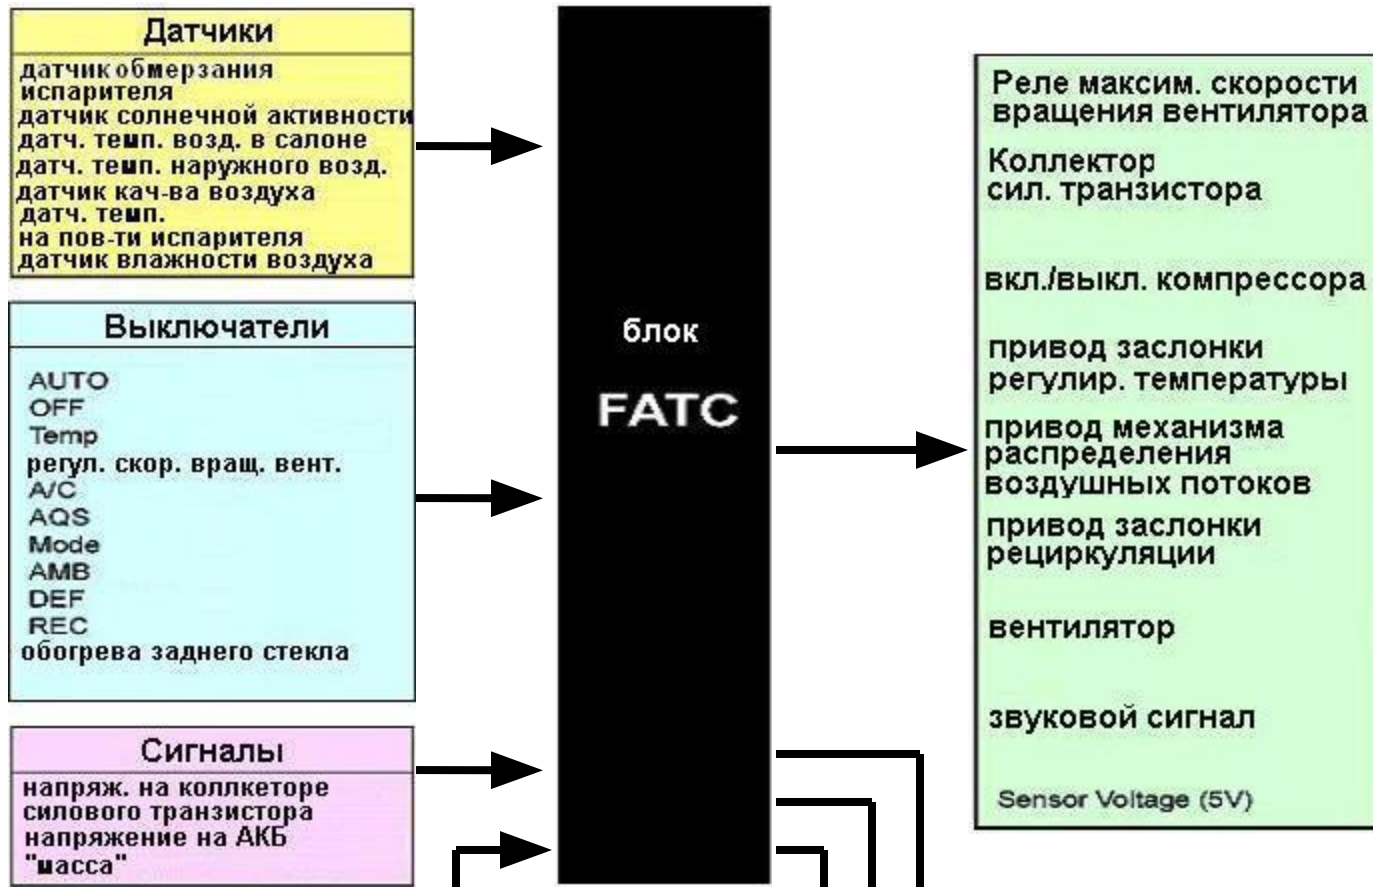 Датчики
датчик обмерзания
испарителя
датчик солнечной активности
датч. темп. возд. в салоне
датч. темп. наружного возд.
датчик кач-ва воздуха
датч. темп.
на пов-ти испарителя
датчик влажности воздуха
Выключатели
AUTO
OFF
Temp
регул. скор. вращ. вент.
A/C
AQS
Mode
AMB
DEF
REC
обогрева заднего стекла
Сигналы
напряж. на коллкеторе
силового транзистора
напряжение на АКБ
"масса"
блок
FATC
Реле максим. скорости
вращения вентилятора
Коллектор
сил. транзистора
вкл./выкл. компрессора
привод заслонки
регулир. температуры
привод механизма
распределения
воздушных потоков
привод заслонки
рециркуляции
вентилятор
звуковой сигнал
Sensor Voltage (5V)